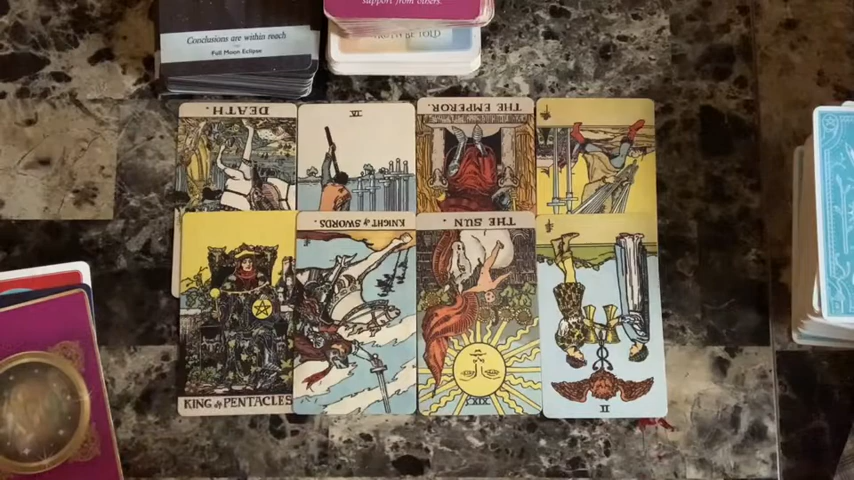 support from others.
Conclusions are within reach
Full Moon Eclipse
DEATH.
VI
THE EMPEROR.
KNIGHT of SWORDS.
THE SUN.
KING of PENTACLES.
XIX
II